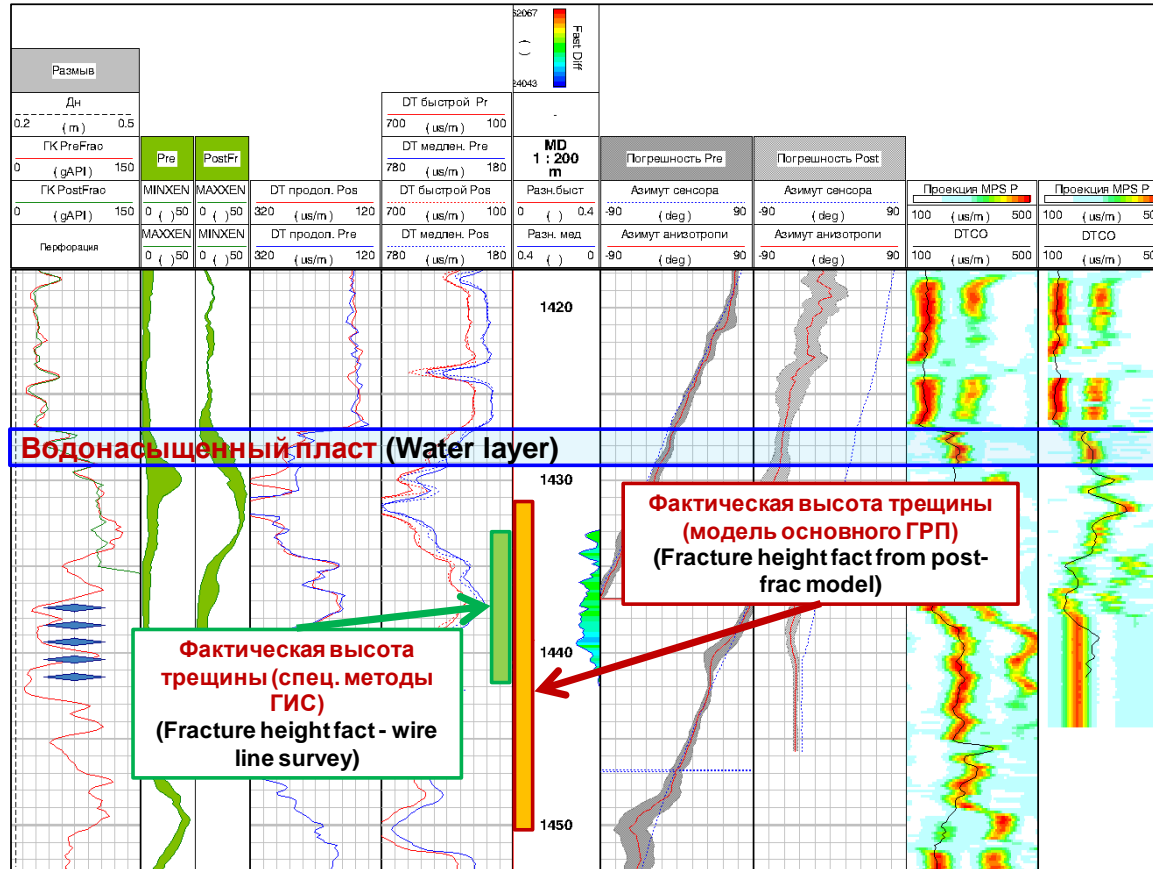 52067
( )
24043
Fast Diff
Размыв
Дн
0.2 (m) 0.5
ГК PreFrac
0 (gAPI) 150
ГК PostFrac
0 (gAPI) 150
Перфорация
Pre
MINXEN
0 ( ) 50
MAXXEN
0 ( ) 50
PostFr
MAXXEN
0 ( ) 50
MINXEN
0 ( ) 50
DT продол. Pos
320 (us/m) 120
DT продол. Pre
320 (us/m) 120
DT быстрой Pr
700 (us/m) 100
DT медлен. Pre
780 (us/m) 180
DT быстрой Pos
700 (us/m) 100
DT медлен. Pos
780 (us/m) 180
-
MD
1 : 200
m
Разн.быст
0 ( ) 0.4
Разн. мед
0.4 ( ) 0
Погрешность Pre
Азимут сенсора
-90 (deg) 90
Азимут анизотропи
-90 (deg) 90
Погрешность Post
Азимут сенсора
-90 (deg) 90
Азимут анизотропи
-90 (deg) 90
Проекция MPS P
100 (us/m) 500
DTCO
100 (us/m) 500
Проекция MPS P
100 (us/m) 50
DTCO
100 (us/m) 50
1420
Водонасыщенный пласт (Water layer)
1430
Фактическая высота трещины
(модель основного ГРП)
(Fracture height fact from post-
frac model)
1440
Фактическая высота
трещины (спец. методы
ГИС)
(Fracture height fact - wire
line survey)
1450